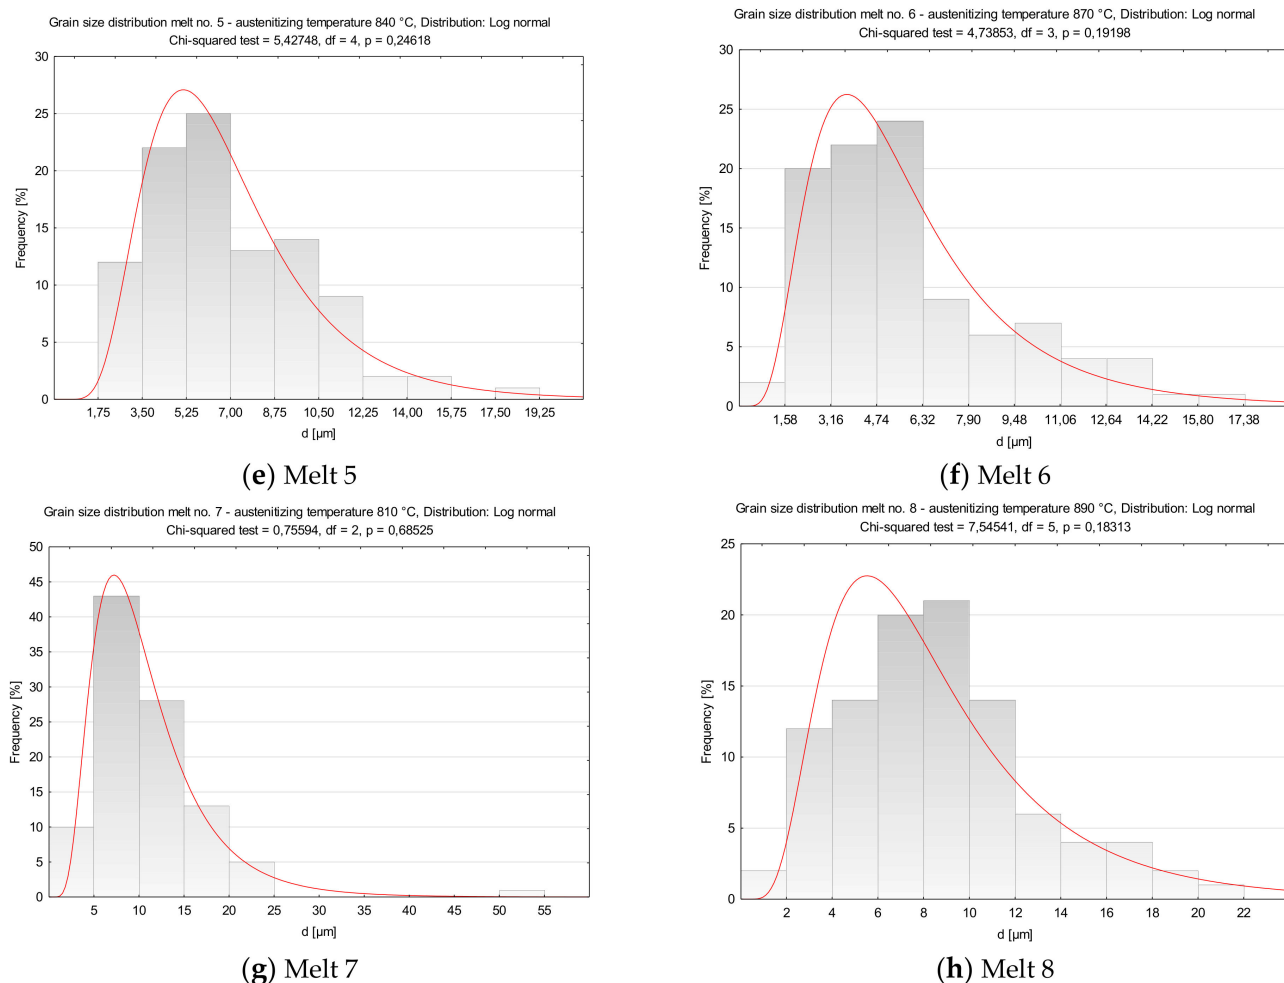 Grain size distribution melt no. 5 - austenitizing temperature 840 °C, Distribution: Log normal
Chi-squared test = 5,42748, df = 4, p = 0,24618
30
25
20
15
10
5
0
Frequency [%]
1,75 3,50 5,25 7,00 8,75 10,50 12,25 14,00 15,75 17,50 19,25
d [µm]
(e) Melt 5
Grain size distribution melt no. 6 - austenitizing temperature 870 °C, Distribution: Log normal
Chi-squared test = 4,73853, df = 3, p = 0,19198
30
25
20
15
10
5
0
Frequency [%]
1,58 3,16 4,74 6,32 7,90 9,48 11,06 12,64 14,22 15,80 17,38
d [µm]
(f) Melt 6
Grain size distribution melt no. 7 - austenitizing temperature 810 °C, Distribution: Log normal
Chi-squared test = 0,75594, df = 2, p = 0,68525
50
45
40
35
30
25
20
15
10
5
0
Frequency [%]
5 10 15 20 25 30 35 40 45 50 55
d [µm]
(g) Melt 7
Grain size distribution melt no. 8 - austenitizing temperature 890 °C, Distribution: Log normal
Chi-squared test = 7,54541, df = 5, p = 0,18313
25
20
15
10
5
0
Frequency [%]
2 4 6 8 10 12 14 16 18 20 22
d [µm]
(h) Melt 8